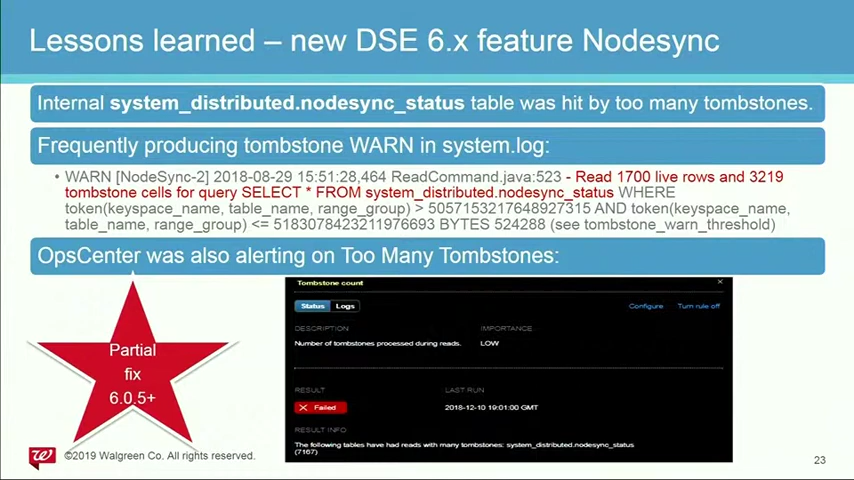 Lessons learned – new DSE 6.x feature Nodesync
Internal system_distributed.nodesync_status table was hit by too many tombstones.
Frequently producing tombstone WARN in system.log:
• WARN [NodeSync-2] 2018-08-29 15:51:28,464 ReadCommand.java:523 - Read 1700 live rows and 3219
tombstone cells for query SELECT * FROM system_distributed.nodesync_status WHERE
token(keyspace_name, table_name, range_group) > 5057153217648927315 AND token(keyspace_name,
table_name, range_group) <= 5183078423211976693 BYTES 524288 (see tombstone_warn_threshold)
OpsCenter was also alerting on Too Many Tombstones:
Partial
fix
6.0.5+
Tombstone count ×
Status Logs Configure Turn rule off
DESCRIPTION IMPORTANCE
Number of tombstones processed during reads. LOW
RESULT LAST RUN
× Failed 2018-12-10 19:01:00 GMT
RESULT INFO
The following tables have had reads with many tombstones: system_distributed.nodesync_status
(7167)
W ©2019 Walgreen Co. All rights reserved. 23